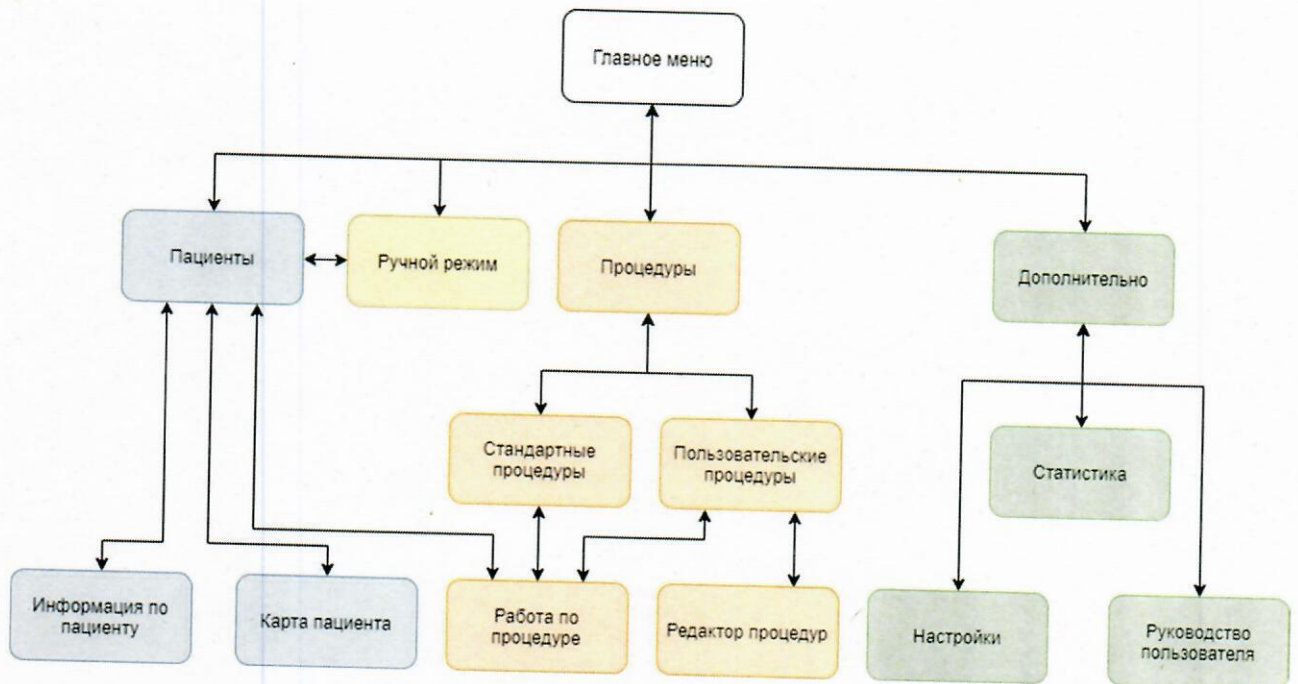 Главное меню
Пациенты
Ручной режим
Процедуры
Дополнительно
Стандартные
процедуры
Пользовательские
процедуры
Статистика
Информация по
пациенту
Карта пациента
Работа по
процедуре
Редактор процедур
Настройки
Руководство
пользователя